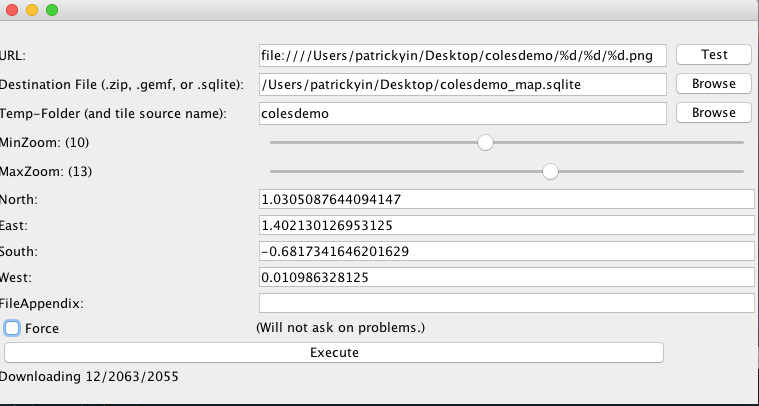 URL: file:////Users/patrickyin/Desktop/colesdemo/%d/%d/%d.png Test
Destination File (.zip, .gemf, or .sqlite): /Users/patrickyin/Desktop/colesdemo_map.sqlite Browse
Temp-Folder (and tile source name): colesdemo Browse
MinZoom: (10)
MaxZoom: (13)
North: 1.0305087644094147
East: 1.402130126953125
South: −0.6817341646201629
West: 0.010986328125
FileAppendix:
Force (Will not ask on problems.)
Execute
Downloading 12/2063/2055